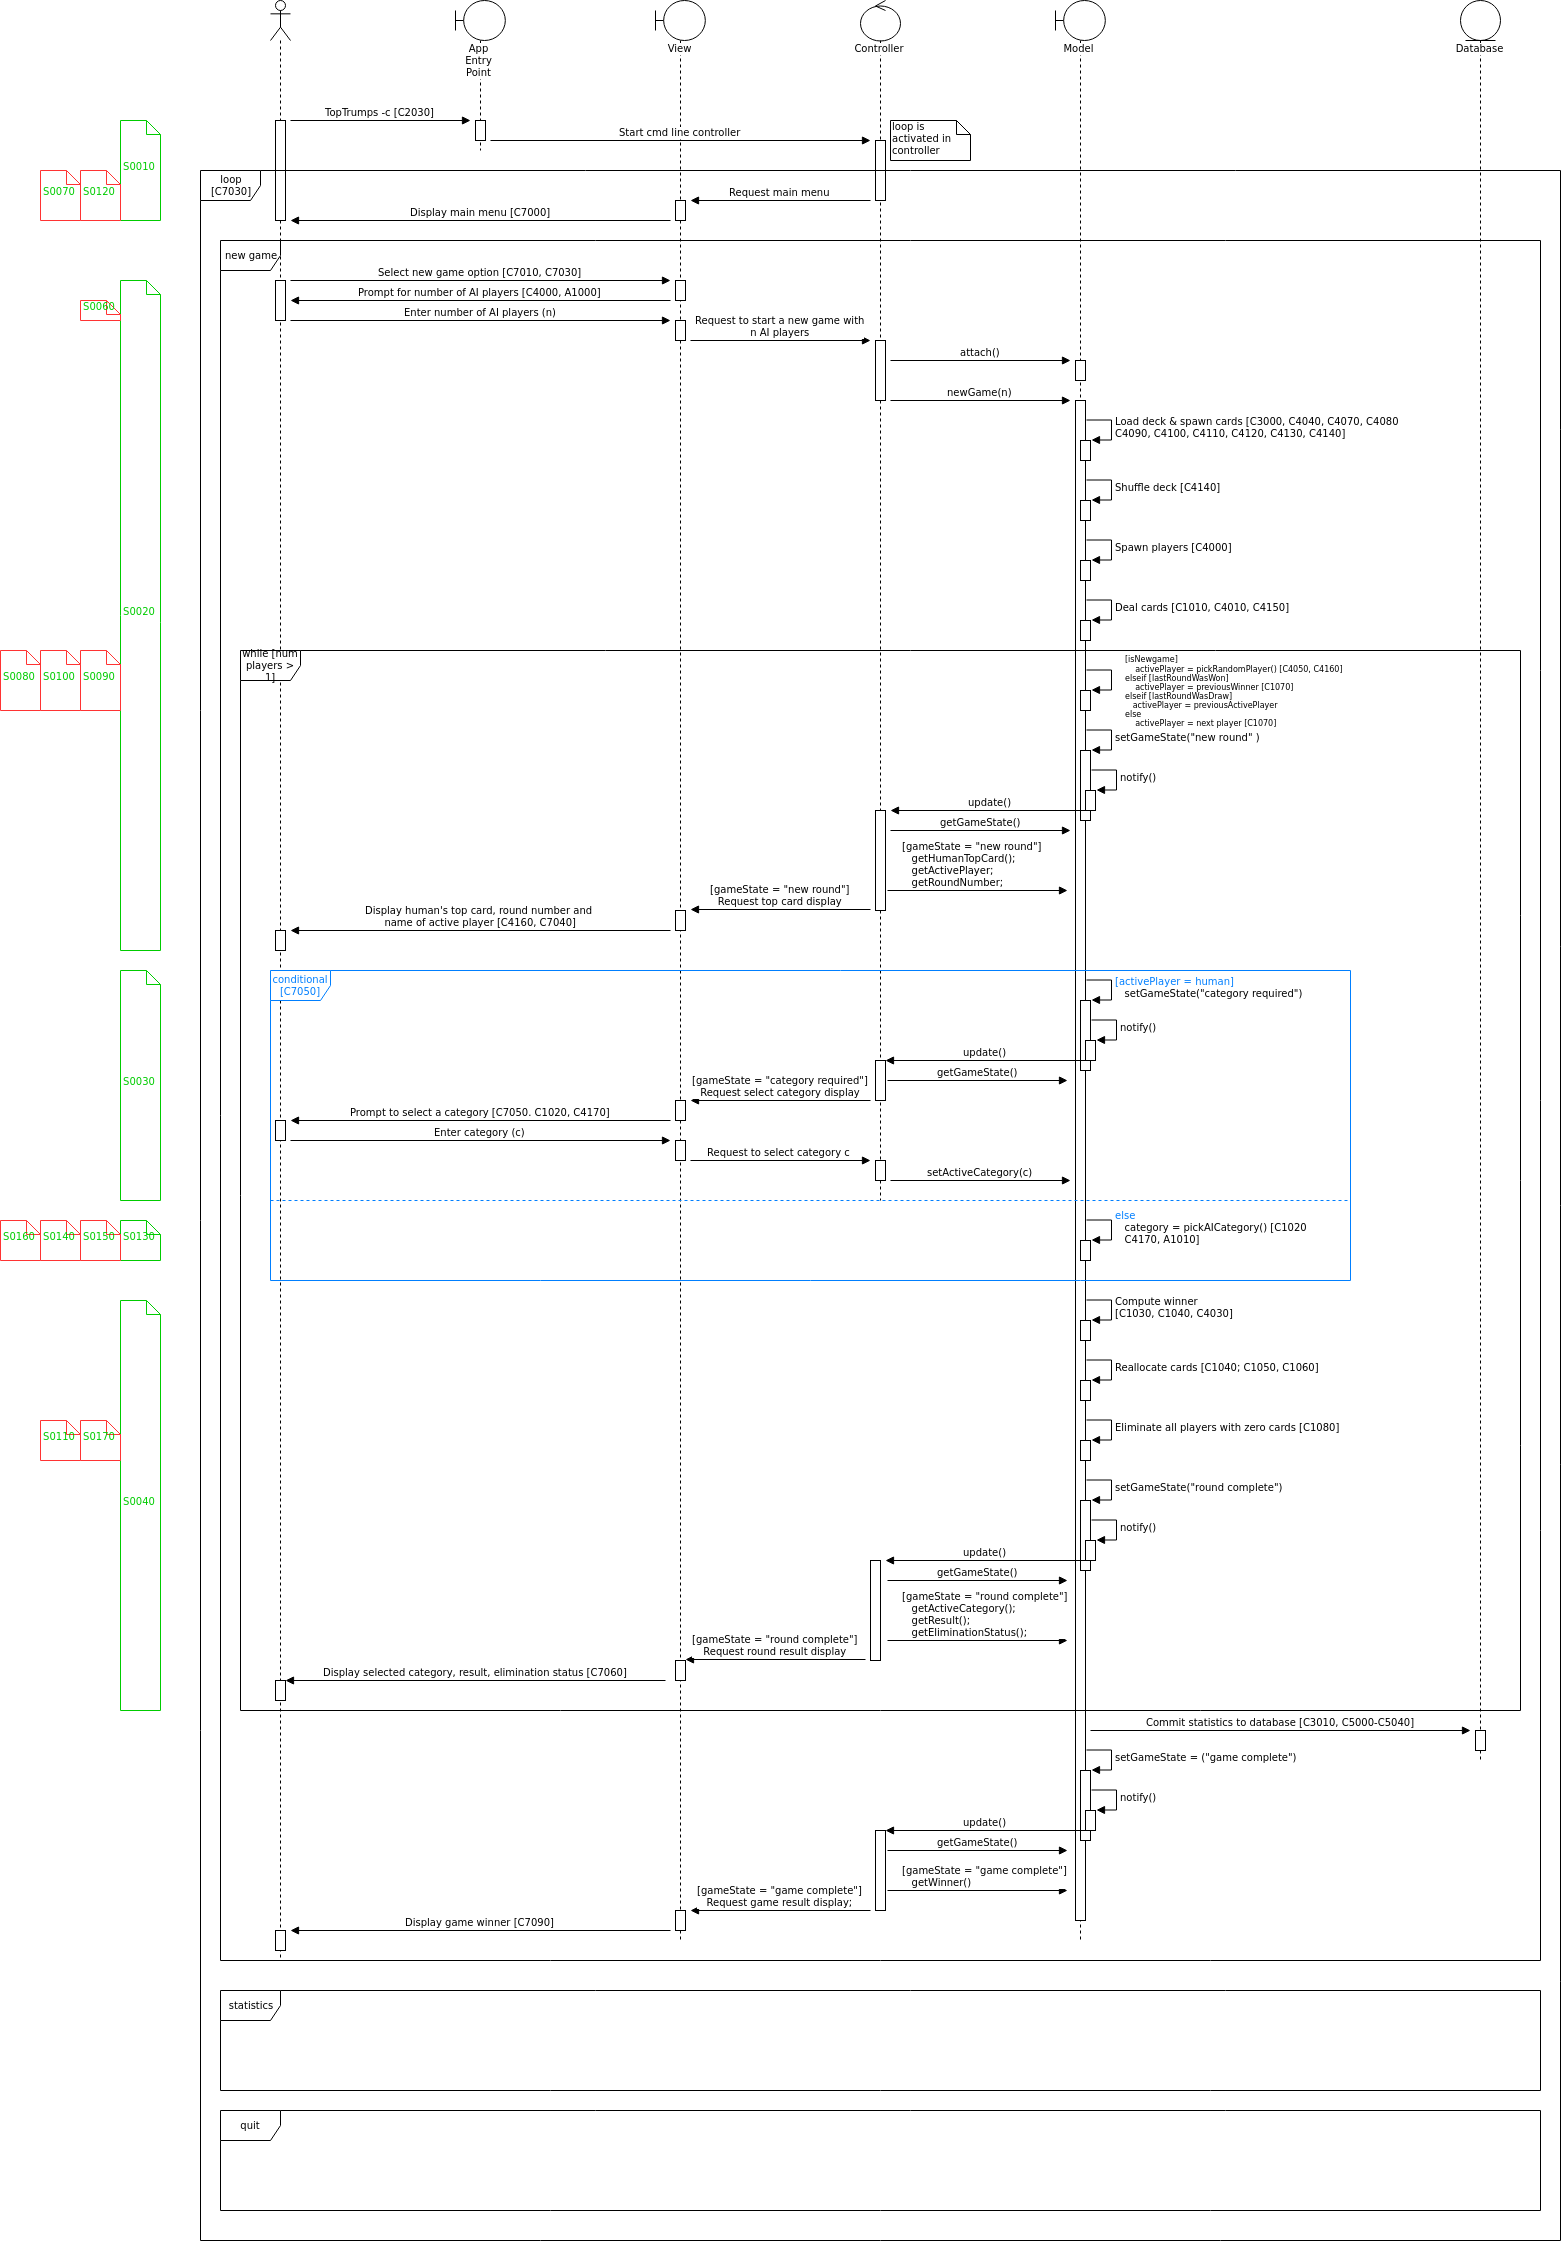 App
Entry
Point
View
Controller
Model
Database
TopTrumps -c [C2030]
Start cmd line controller
loop is
activated in
controller
S0010
S0070
S0120
loop
[C7030]
Request main menu
Display main menu [C7000]
new game
Select new game option [C7010, C7030]
Prompt for number of AI players [C4000, A1000]
S0060
Enter number of AI players (n)
Request to start a new game with
n AI players
attach()
newGame(n)
Load deck & spawn cards [C3000, C4040, C4070, C4080
C4090, C4100, C4110, C4120, C4130, C4140]
Shuffle deck [C4140]
Spawn players [C4000]
Deal cards [C1010, C4010, C4150]
S0020
while [num
players >
1]
S0080
S0100
S0090
[isNewgame]
activePlayer = pickRandomPlayer() [C4050, C4160]
elseif [lastRoundWasWon]
activePlayer = previousWinner [C1070]
elseif [lastRoundWasDraw]
activePlayer = previousActivePlayer
else
activePlayer = next player [C1070]
setGameState("new round" )
notify()
update()
getGameState()
[gameState = "new round"]
getHumanTopCard();
getActivePlayer;
getRoundNumber;
[gameState = "new round"]
Request top card display
Display human's top card, round number and
name of active player [C4160, C7040]
conditional
[C7050]
[activePlayer = human]
setGameState("category required")
notify()
update()
getGameState()
[gameState = "category required"]
Request select category display
S0030
Prompt to select a category [C7050. C1020, C4170]
Enter category (c)
Request to select category c
setActiveCategory(c)
else
category = pickAICategory() [C1020
C4170, A1010]
S0160
S0140
S0150
S0130
Compute winner
[C1030, C1040, C4030]
Reallocate cards [C1040; C1050, C1060]
Eliminate all players with zero cards [C1080]
S0110
S0170
setGameState("round complete")
S0040
notify()
update()
getGameState()
[gameState = "round complete"]
getActiveCategory();
getResult();
getEliminationStatus();
[gameState = "round complete"]
Request round result display
Display selected category, result, elimination status [C7060]
Commit statistics to database [C3010, C5000-C5040]
setGameState = ("game complete")
notify()
update()
getGameState()
[gameState = "game complete"]
getWinner()
[gameState = "game complete"]
Request game result display;
Display game winner [C7090]
statistics
quit